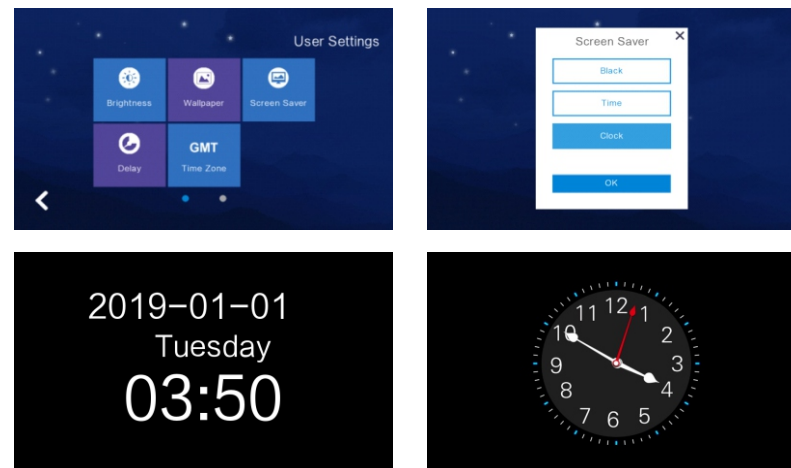 User Settings
Brightness
Wallpaper
Screen Saver
Delay
GMT
Time Zone
Screen Saver
Black
Time
Clock
OK
2019-01-01
Tuesday
03:50
12
1
2
3
4
5
6
7
8
9
10
11